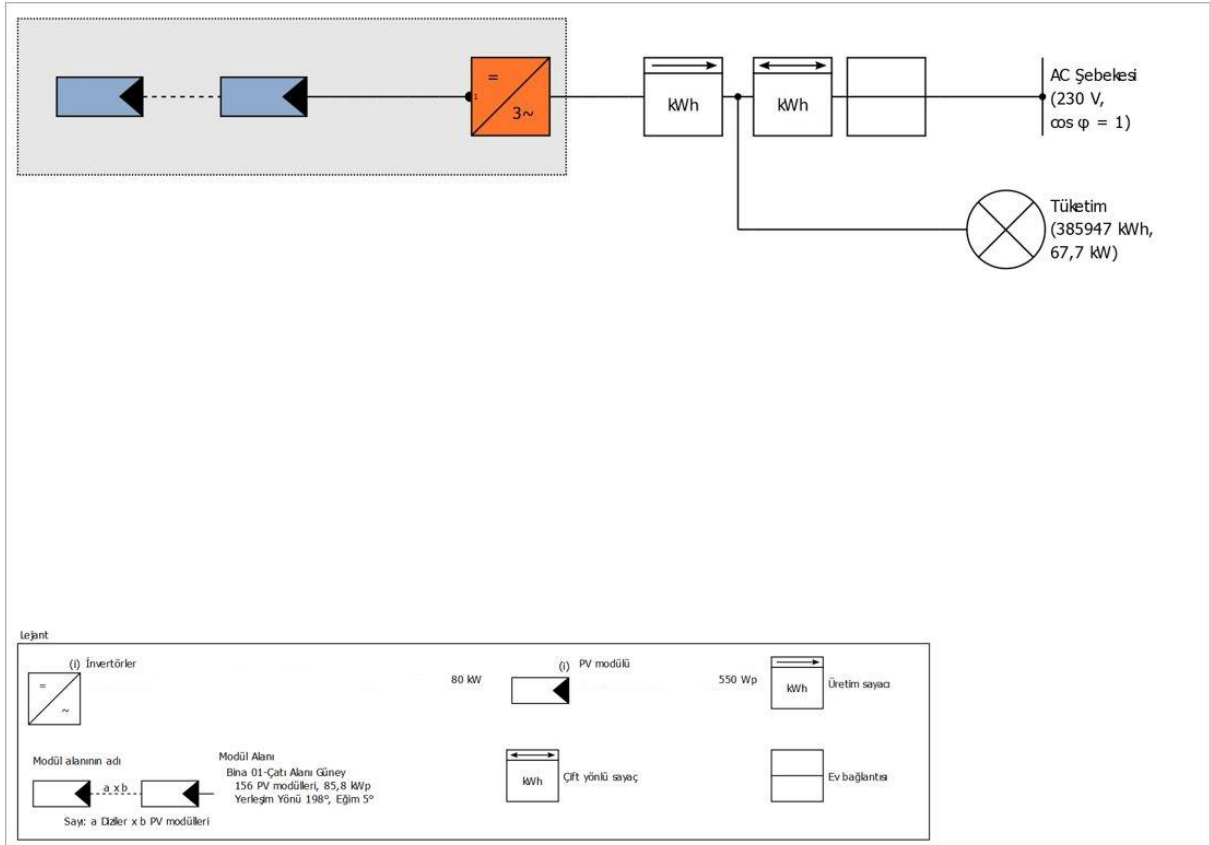 =
1
3~
kWh
kWh
AC Şebekesi
(230 V,
cos φ = 1)
Tüketim
(385947 kWh,
67,7 kW)
Lejant
(i) İnvertörler
80 kW
(i) PV modülü
550 Wp
kWh
Üretim sayacı
=
~
Modül alanının adı
a x b
Sayı: a Diziler x b PV modülleri
Modül Alanı
Bina 01-Çatı Alanı Güney
156 PV modülleri, 85,8 kWp
Yerleşim Yönü 198°, Eğim 5°
kWh
Çift yönlü sayaç
Ev bağlantısı